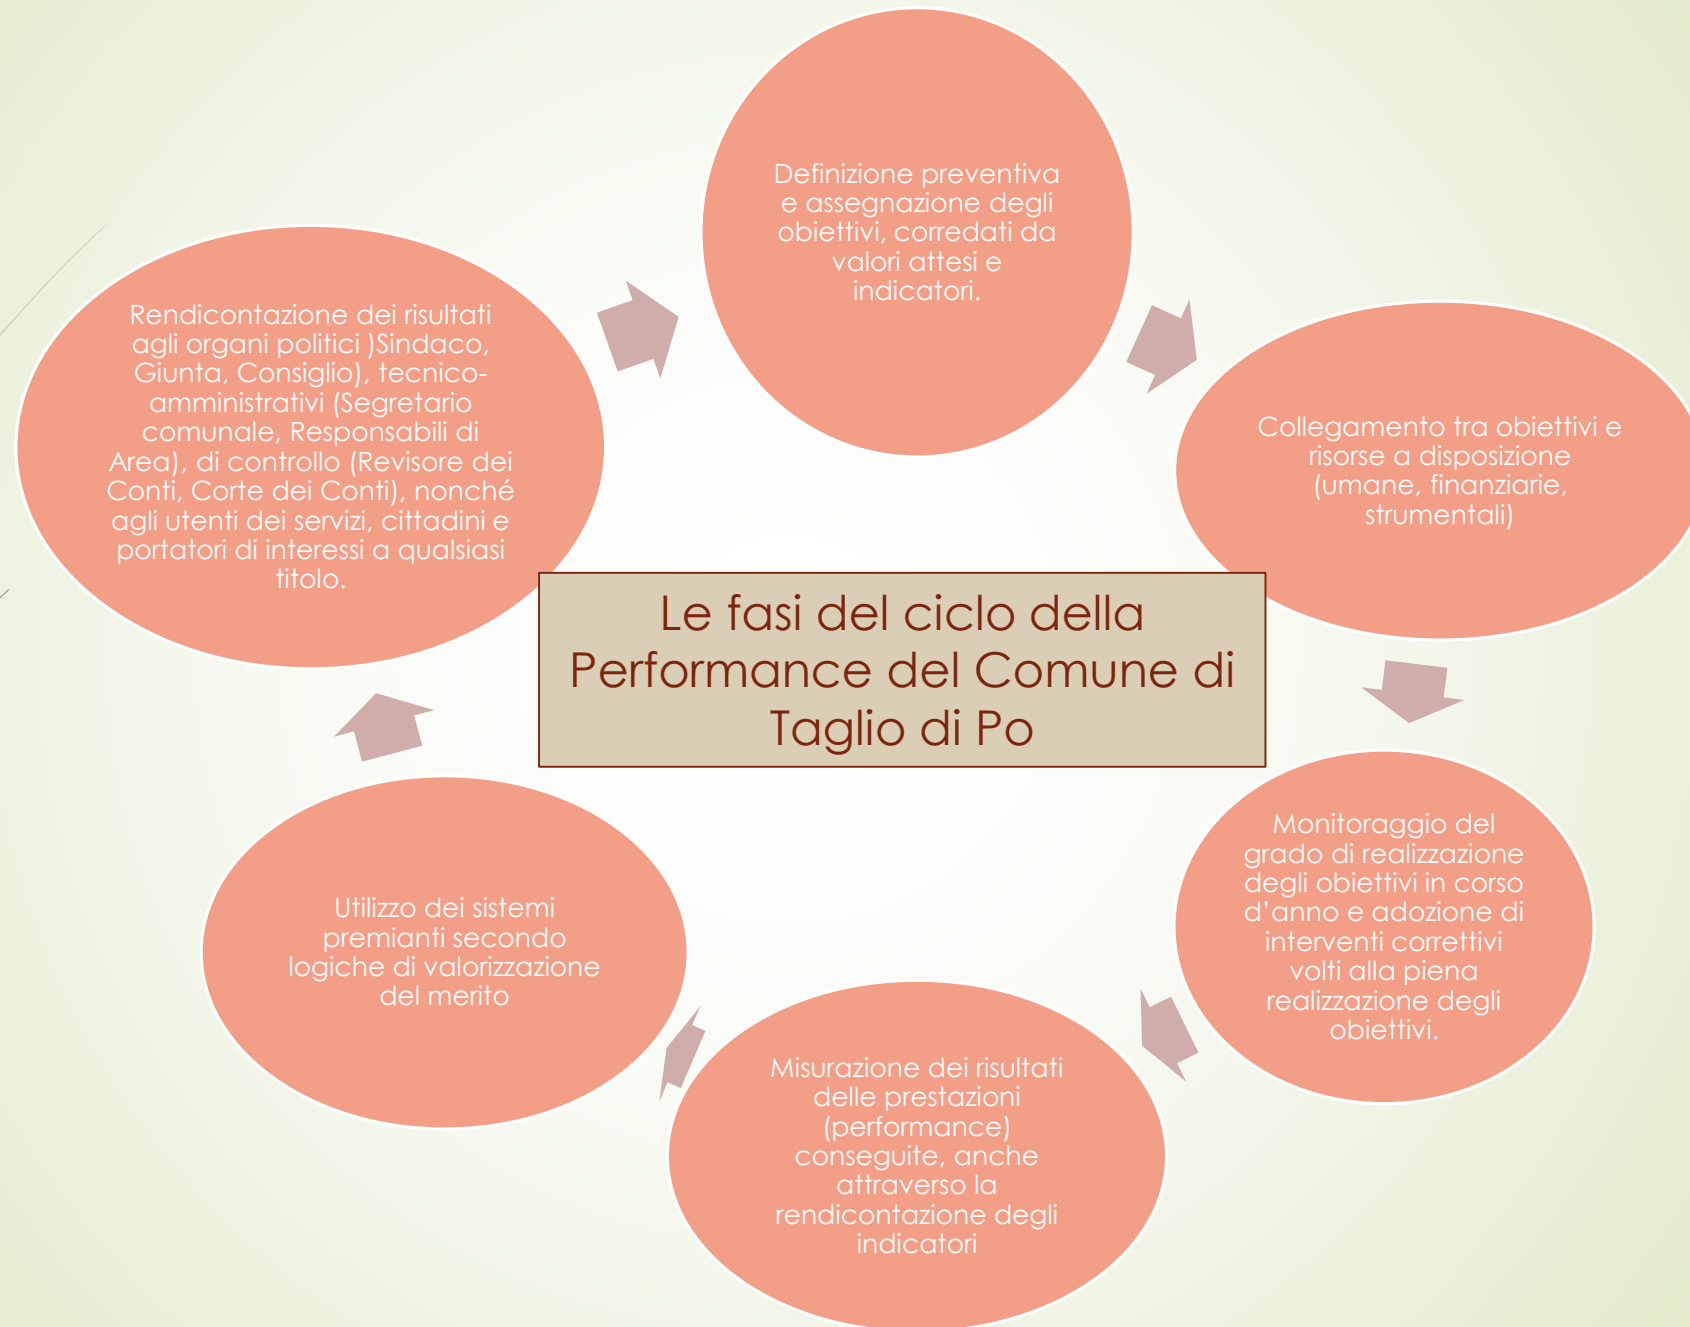 Definizione preventiva
e assegnazione degli
obiettivi, corredati da
valori attesi e
indicatori.
Collegamento tra obiettivi e
risorse a disposizione
(umane, finanziarie,
strumentali)
Monitoraggio del
grado di realizzazione
degli obiettivi in corso
d’anno e adozione di
interventi correttivi
volti alla piena
realizzazione degli
obiettivi.
Misurazione dei risultati
delle prestazioni
(performance)
conseguite, anche
attraverso la
rendicontazione degli
indicatori
Utilizzo dei sistemi
premianti secondo
logiche di valorizzazione
del merito
Rendicontazione dei risultati
agli organi politici )Sindaco,
Giunta, Consiglio), tecnico-
amministrativi (Segretario
comunale, Responsabili di
Area), di controllo (Revisore dei
Conti, Corte dei Conti), nonché
agli utenti dei servizi, cittadini e
portatori di interessi a qualsiasi
titolo.
Le fasi del ciclo della
Performance del Comune di
Taglio di Po